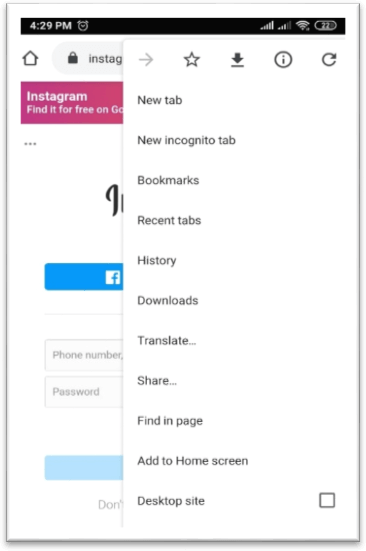 4:29 PM
22
instag
Instagram
Find it for free on Go
...
New tab
New incognito tab
Bookmarks
Recent tabs
History
Downloads
Translate...
Share...
Find in page
Add to Home screen
Desktop site
Phone number,
Password
Don'